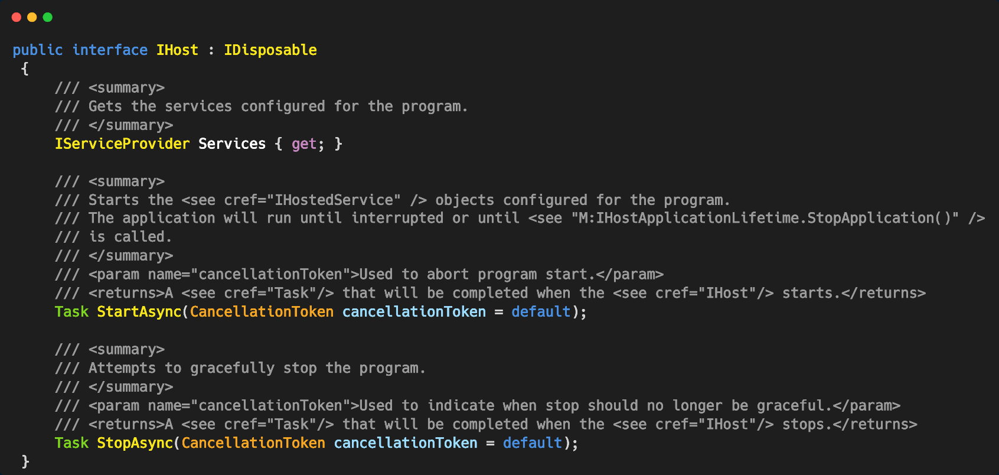 public interface IHost : IDisposable
{
/// <summary>
/// Gets the services configured for the program.
/// </summary>
IServiceProvider Services { get; }
/// <summary>
/// Starts the <see cref="IHostedService" /> objects configured for the program.
/// The application will run until interrupted or until <see "M:IHostApplicationLifetime.StopApplication()" />
/// is called.
/// </summary>
/// <param name="cancellationToken">Used to abort program start.</param>
/// <returns>A <see cref="Task"/> that will be completed when the <see cref="IHost"/> starts.</returns>
Task StartAsync(CancellationToken cancellationToken = default);
/// <summary>
/// Attempts to gracefully stop the program.
/// </summary>
/// <param name="cancellationToken">Used to indicate when stop should no longer be graceful.</param>
/// <returns>A <see cref="Task"/> that will be completed when the <see cref="IHost"/> stops.</returns>
Task StopAsync(CancellationToken cancellationToken = default);
}